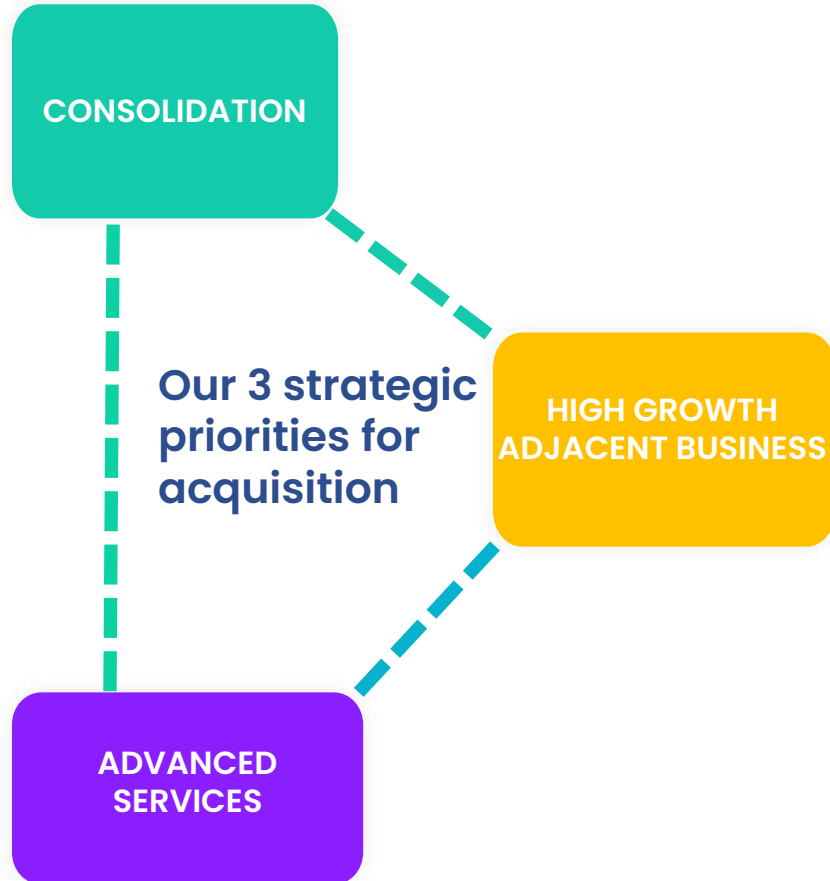 CONSOLIDATION
Our 3 strategic
priorities for
acquisition
HIGH GROWTH
ADJACENT BUSINESS
ADVANCED
SERVICES